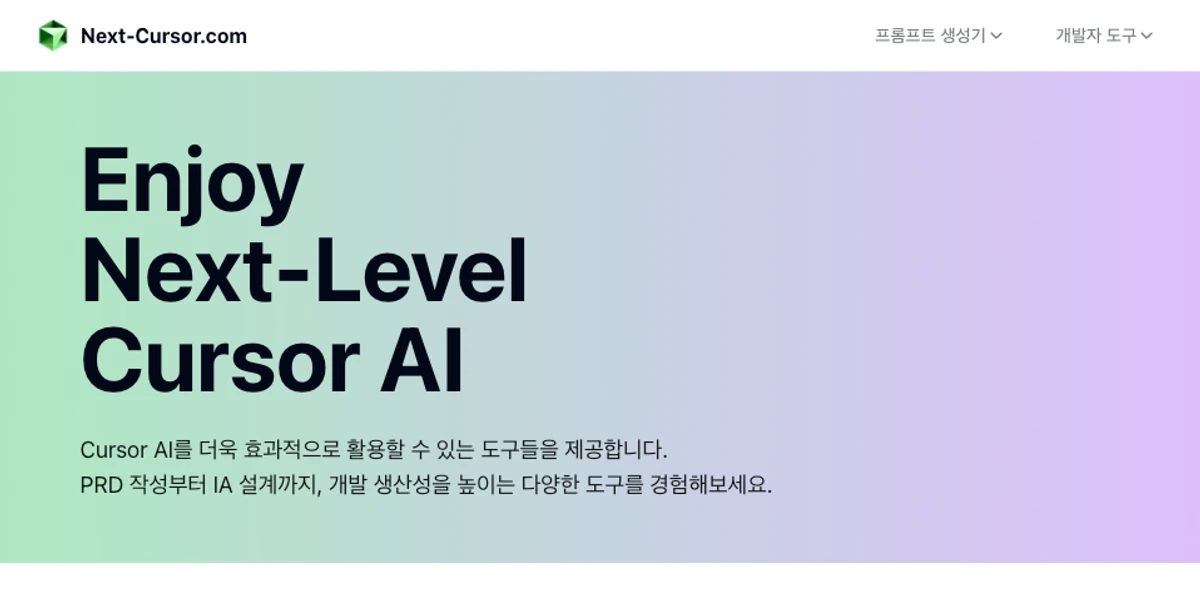 Next-Cursor.com
프롬프트 생성기
개발자 도구
Enjoy
Next-Level
Cursor AI
Cursor AI를 더욱 효과적으로 활용할 수 있는 도구들을 제공합니다.
PRD 작성부터 IA 설계까지, 개발 생산성을 높이는 다양한 도구를 경험해보세요.